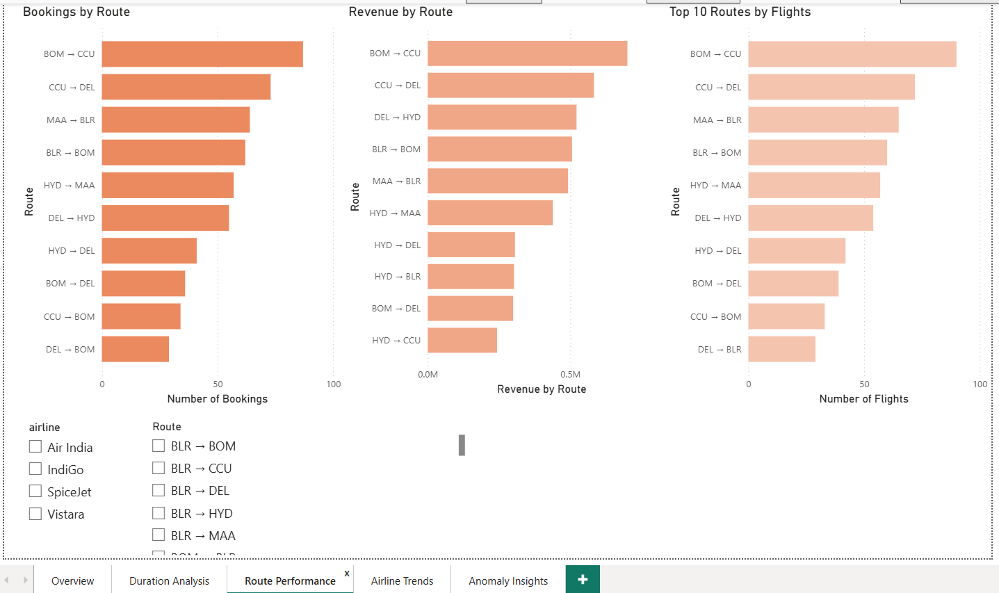 Bookings by Route
Route
BOM → CCU
CCU → DEL
MAA → BLR
BLR → BOM
HYD → MAA
DEL → HYD
HYD → DEL
BOM → DEL
CCU → BOM
DEL → BOM
0 50 100
Number of Bookings
Revenue by Route
Route
BOM → CCU
CCU → DEL
DEL → HYD
BLR → BOM
MAA → BLR
HYD → MAA
HYD → DEL
HYD → BLR
BOM → DEL
HYD → CCU
0.0M 0.5M
Revenue by Route
Top 10 Routes by Flights
Route
BOM → CCU
CCU → DEL
MAA → BLR
BLR → BOM
HYD → MAA
DEL → HYD
HYD → DEL
BOM → DEL
CCU → BOM
DEL → BLR
0 50 100
Number of Flights
airline
Air India
IndiGo
SpiceJet
Vistara
Route
BLR → BOM
BLR → CCU
BLR → DEL
BLR → HYD
BLR → MAA
Overview
Duration Analysis
Route Performance x
Airline Trends
Anomaly Insights
+